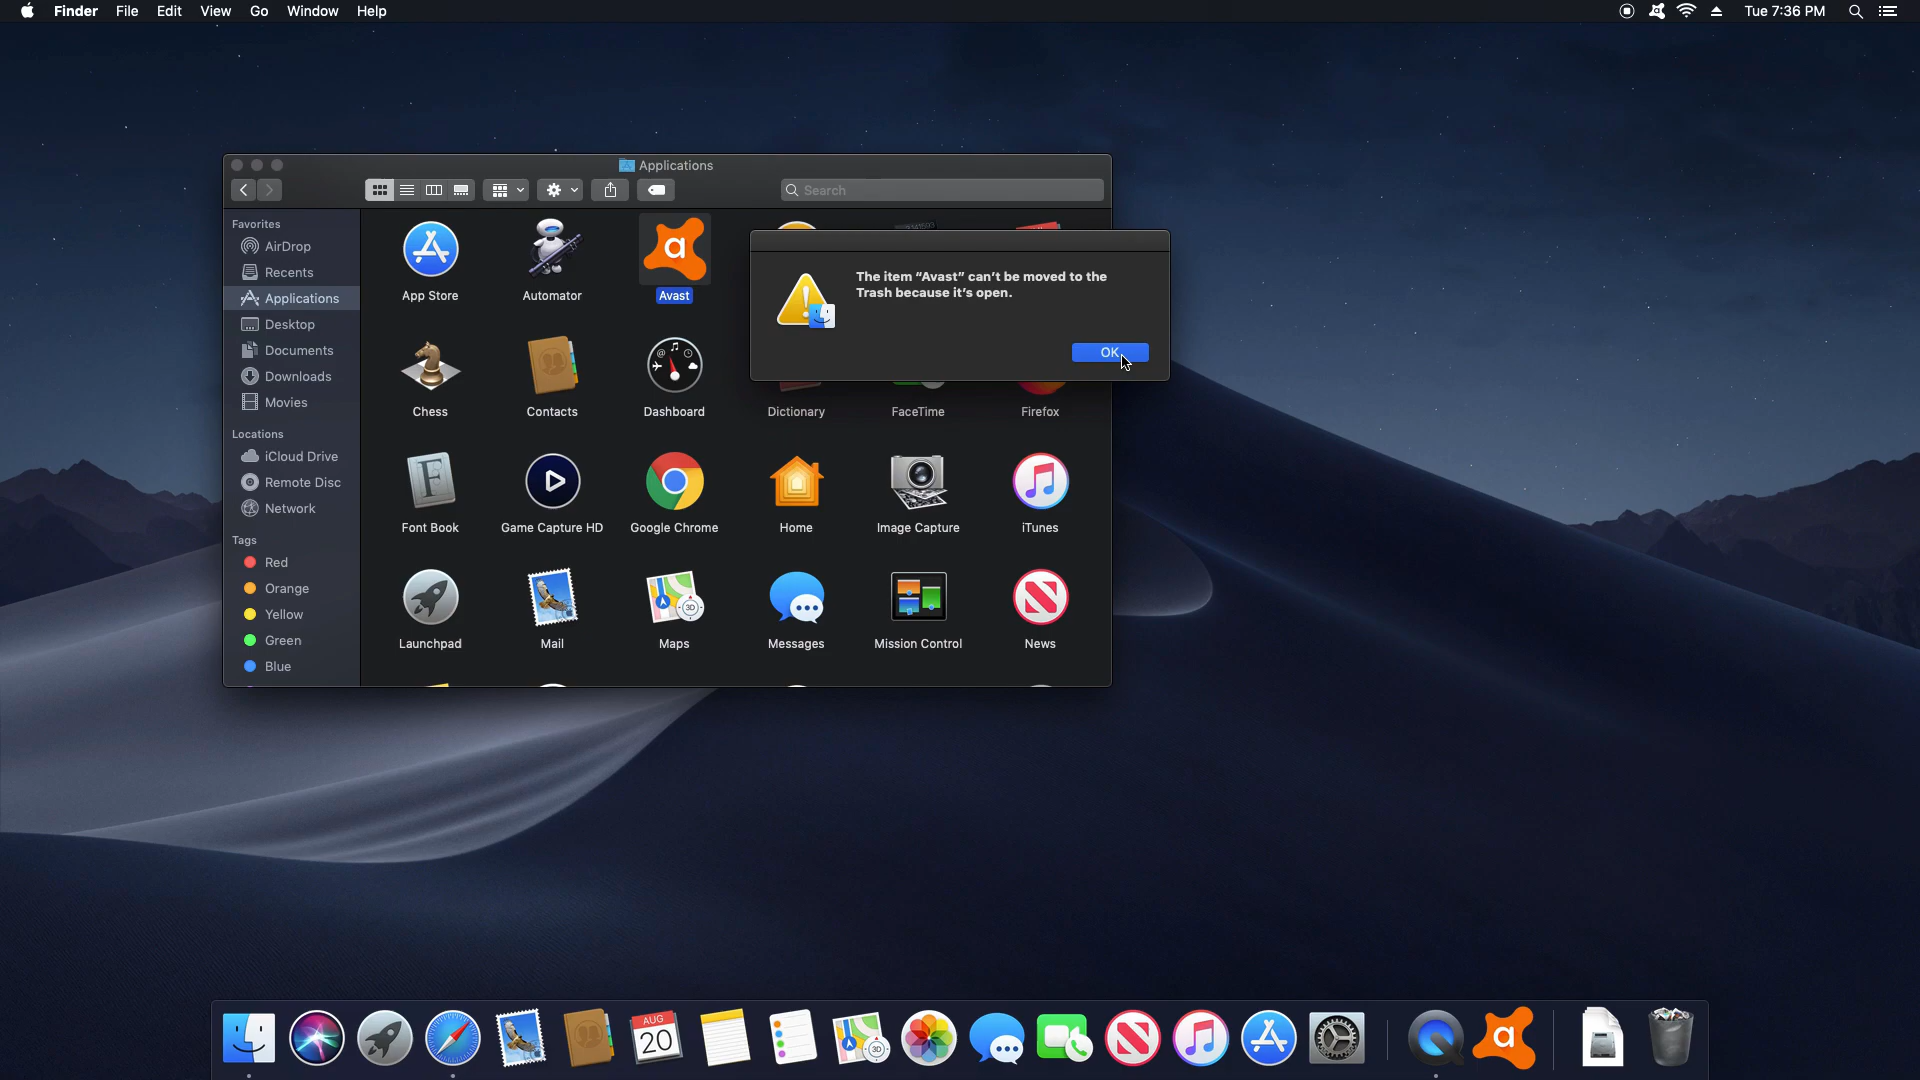 Finder File Edit View Go Window Help
Tue 7:36 PM
Applications
Search
Favorites
AirDrop
Recents
Applications
Desktop
Documents
Downloads
Movies
Locations
iCloud Drive
Remote Disc
Network
Tags
Red
Orange
Yellow
Green
Blue
App Store
Automator
Avast
The item “Avast” can’t be moved to the
Trash because it’s open.
OK
Chess
Contacts
Dashboard
Dictionary
FaceTime
Firefox
Font Book
Game Capture HD
Google Chrome
Home
Image Capture
iTunes
Launchpad
Mail
Maps
3D
Messages
Mission Control
News
AUG
20
3D